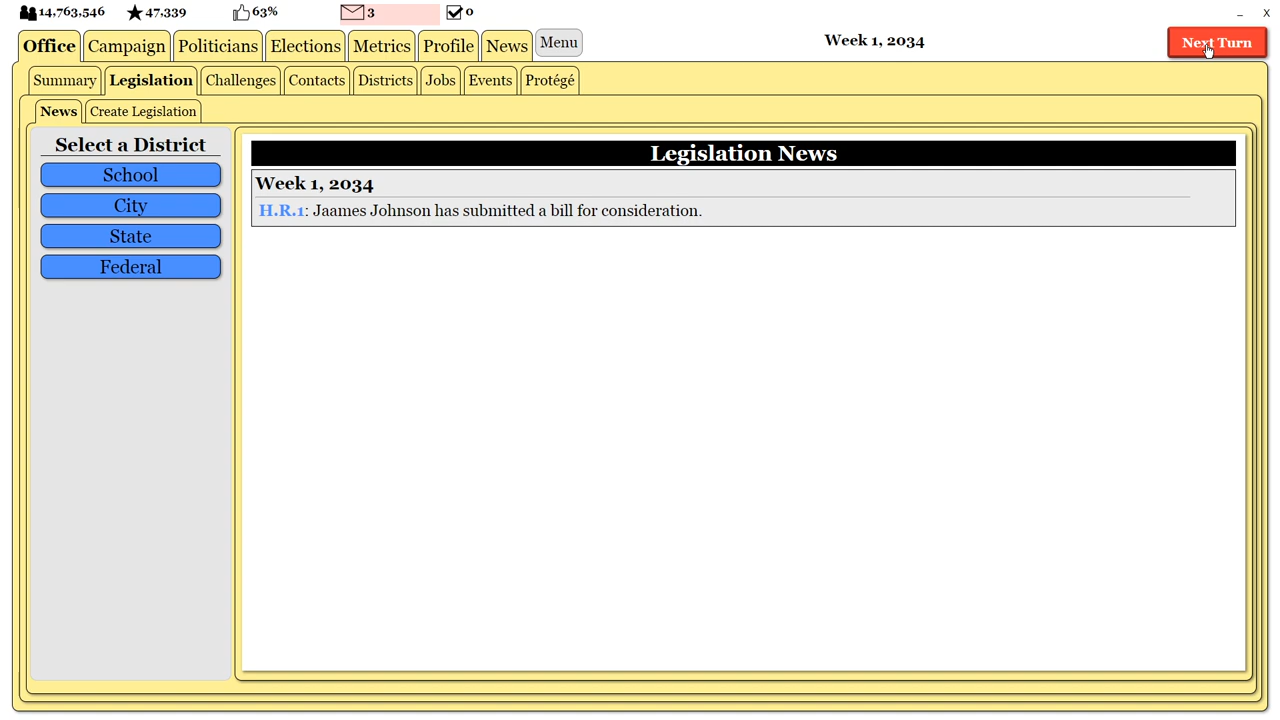 14,763,546 47,339 63% 3 0 _ X
Office Campaign Politicians Elections Metrics Profile News Menu Week 1, 2034 Next Turn
Summary Legislation Challenges Contacts Districts Jobs Events Protégé
News Create Legislation
Select a District
School
City
State
Federal
Legislation News
Week 1, 2034
H.R.1: Jaames Johnson has submitted a bill for consideration.